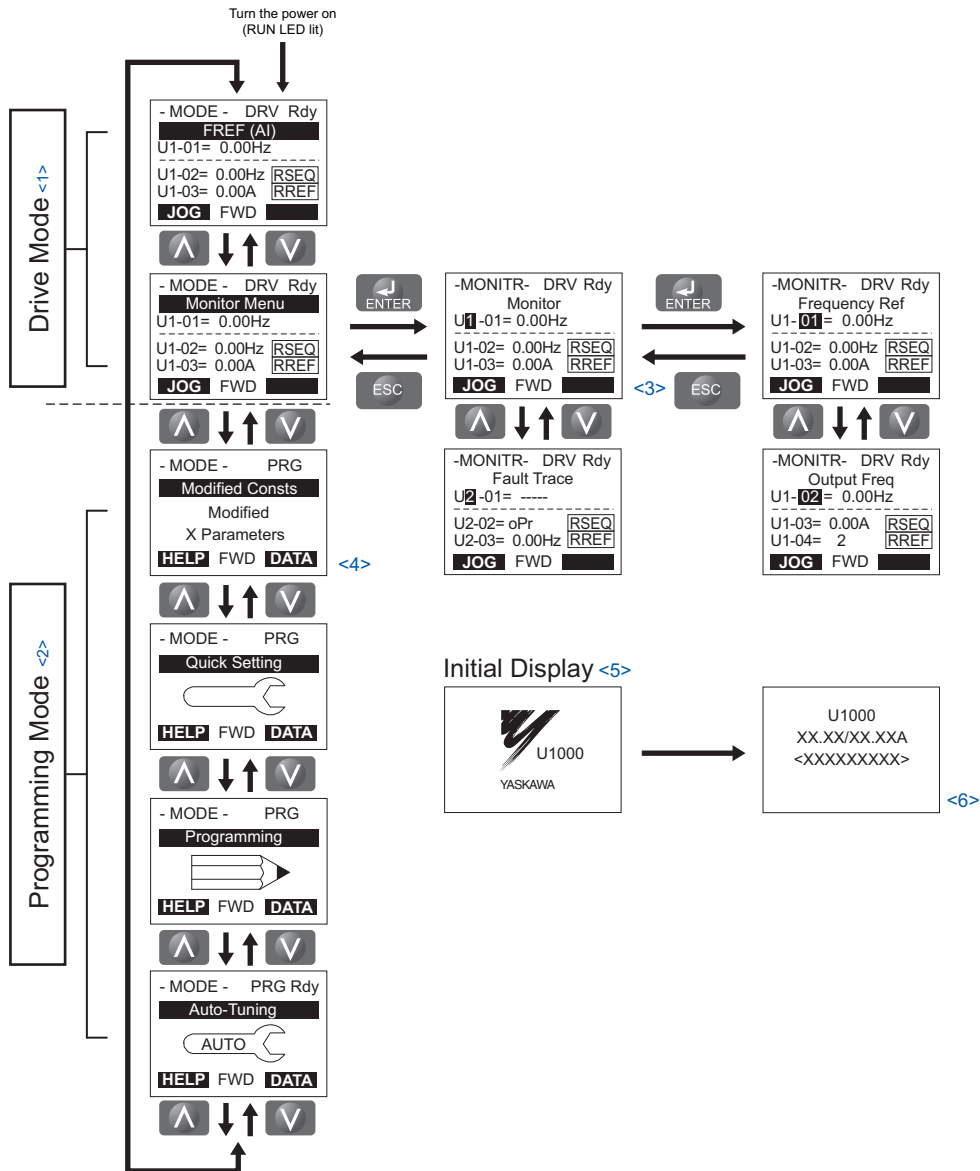 Turn the power on
(RUN LED lit)
Drive Mode <1>
- MODE - DRV Rdy
FREF (AI)
U1-01= 0.00Hz
U1-02= 0.00Hz RSEQ
U1-03= 0.00A RREF
JOG FWD
- MODE - DRV Rdy
Monitor Menu
U1-01= 0.00Hz
U1-02= 0.00Hz RSEQ
U1-03= 0.00A RREF
JOG FWD
ENTER
ESC
-MONITR- DRV Rdy
Monitor
U1 -01= 0.00Hz
U1-02= 0.00Hz RSEQ
U1-03= 0.00A RREF
JOG FWD
<3>
ENTER
ESC
-MONITR- DRV Rdy
Frequency Ref
U1- 01 = 0.00Hz
U1-02= 0.00Hz RSEQ
U1-03= 0.00A RREF
JOG FWD
-MONITR- DRV Rdy
Fault Trace
U2 -01= -----
U2-02= oPr RSEQ
U2-03= 0.00Hz RREF
JOG FWD
-MONITR- DRV Rdy
Output Freq
U1- 02 = 0.00Hz
U1-03= 0.00A RSEQ
U1-04= 2 RREF
JOG FWD
Programming Mode <2>
- MODE - PRG
Modified Consts
Modified
X Parameters
HELP FWD DATA
<4>
- MODE - PRG
Quick Setting
HELP FWD DATA
- MODE - PRG
Programming
HELP FWD DATA
- MODE - PRG Rdy
Auto-Tuning
AUTO
HELP FWD DATA
Initial Display <5>
U1000
YASKAWA
U1000
XX.XX/XX.XXA
<XXXXXXXXX>
<6>